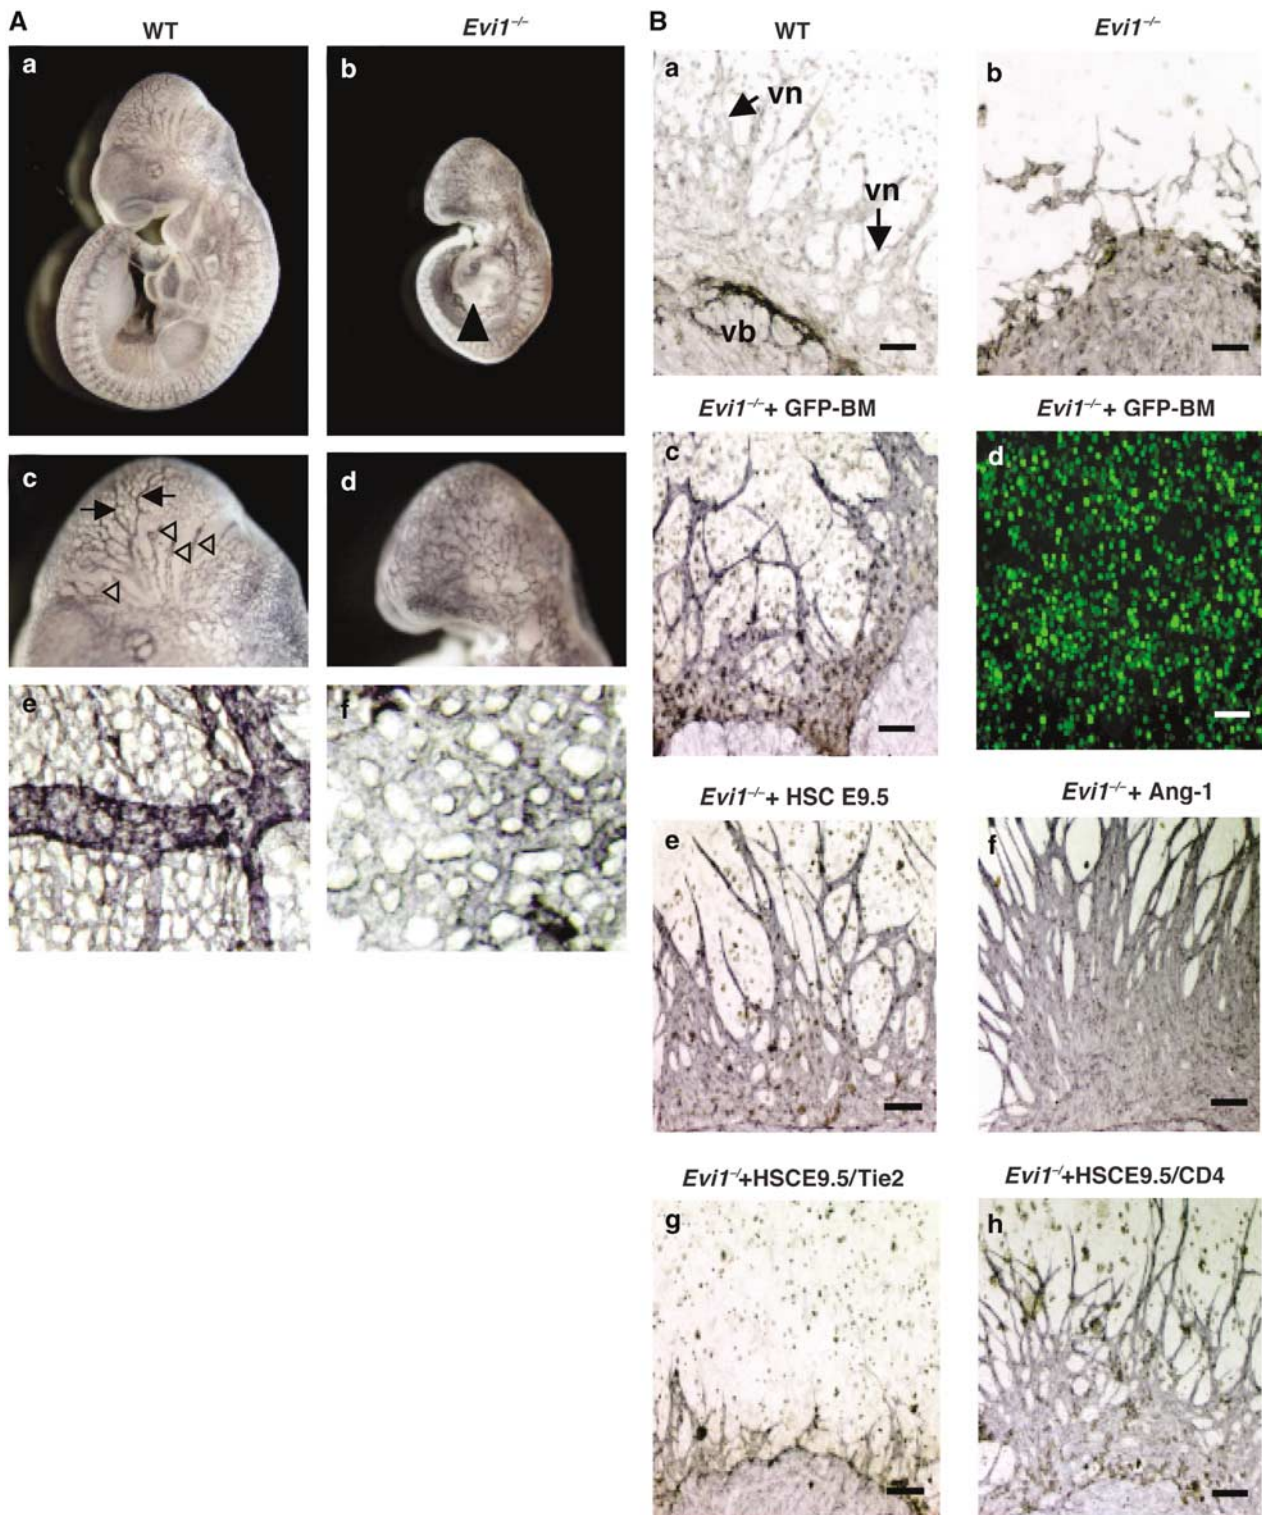 A
WT
Evi1⁻/⁻
a
b
c
d
e
f
B
WT
Evi1⁻/⁻
a
vn
vn
vb
b
Evi1⁻/⁻+ GFP-BM
Evi1⁻/⁻+ GFP-BM
c
d
Evi1⁻/⁻+ HSC E9.5
Evi1⁻/⁻+ Ang-1
e
f
Evi1⁻/+HSCE9.5/Tie2
Evi1⁻/+HSCE9.5/CD4
g
h